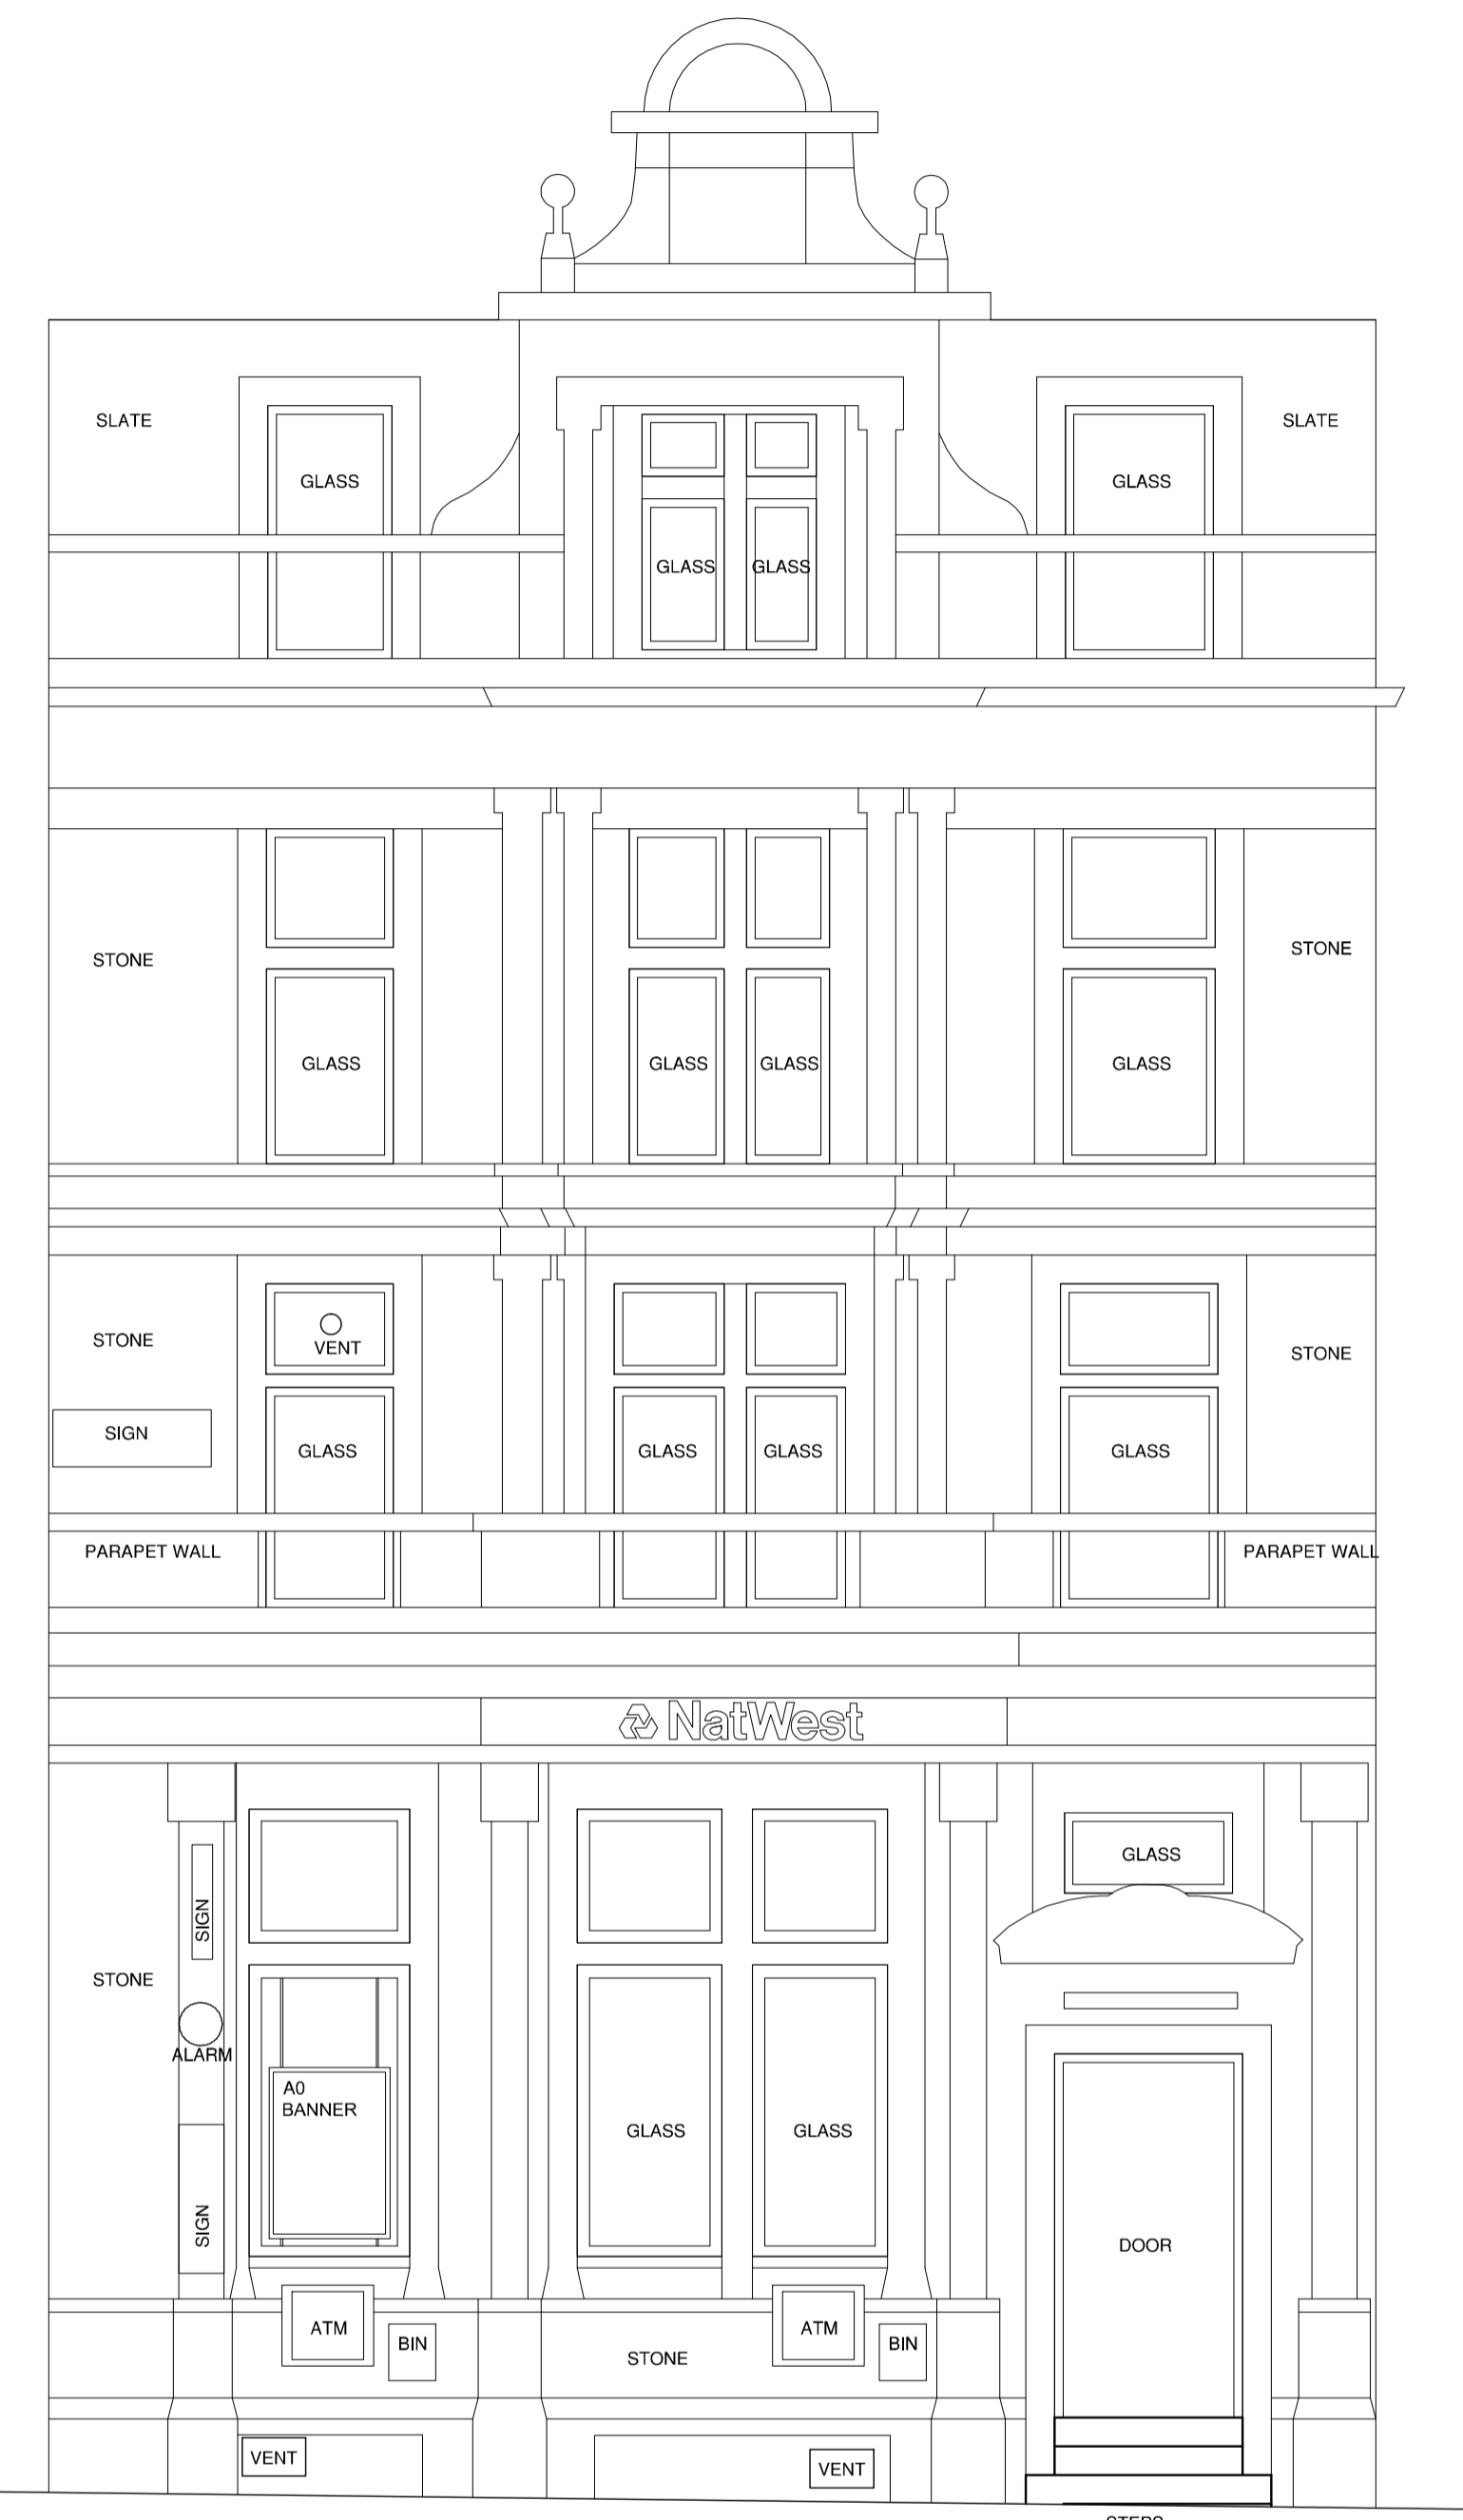 SLATE
SLATE
GLASS
GLASS
GLASS
GLASS
STONE
STONE
GLASS
GLASS
GLASS
GLASS
STONE
VENT
STONE
SIGN
GLASS
GLASS
GLASS
GLASS
PARAPET WALL
PARAPET WALL
NatWest
GLASS
SIGN
STONE
ALARM
A0
BANNER
GLASS
GLASS
SIGN
DOOR
ATM
BIN
STONE
ATM
BIN
VENT
VENT
STEPS